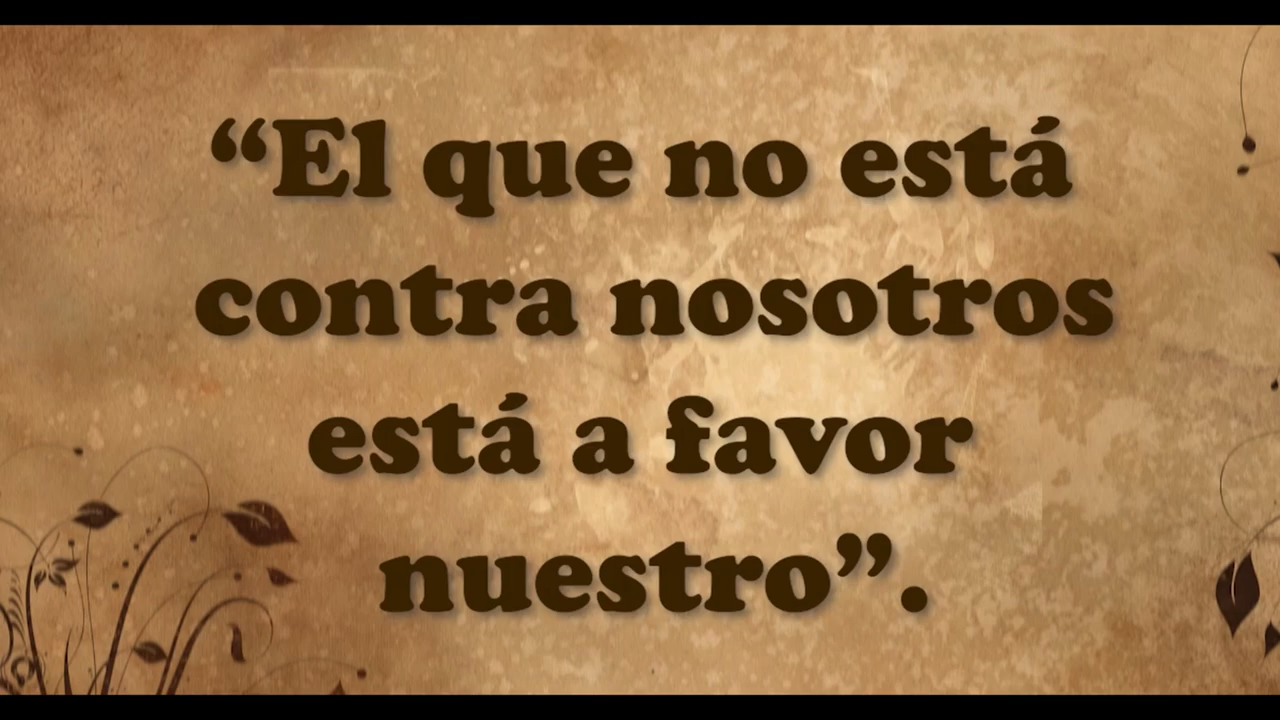 “El que no está
contra nosotros
está a favor
nuestro”.